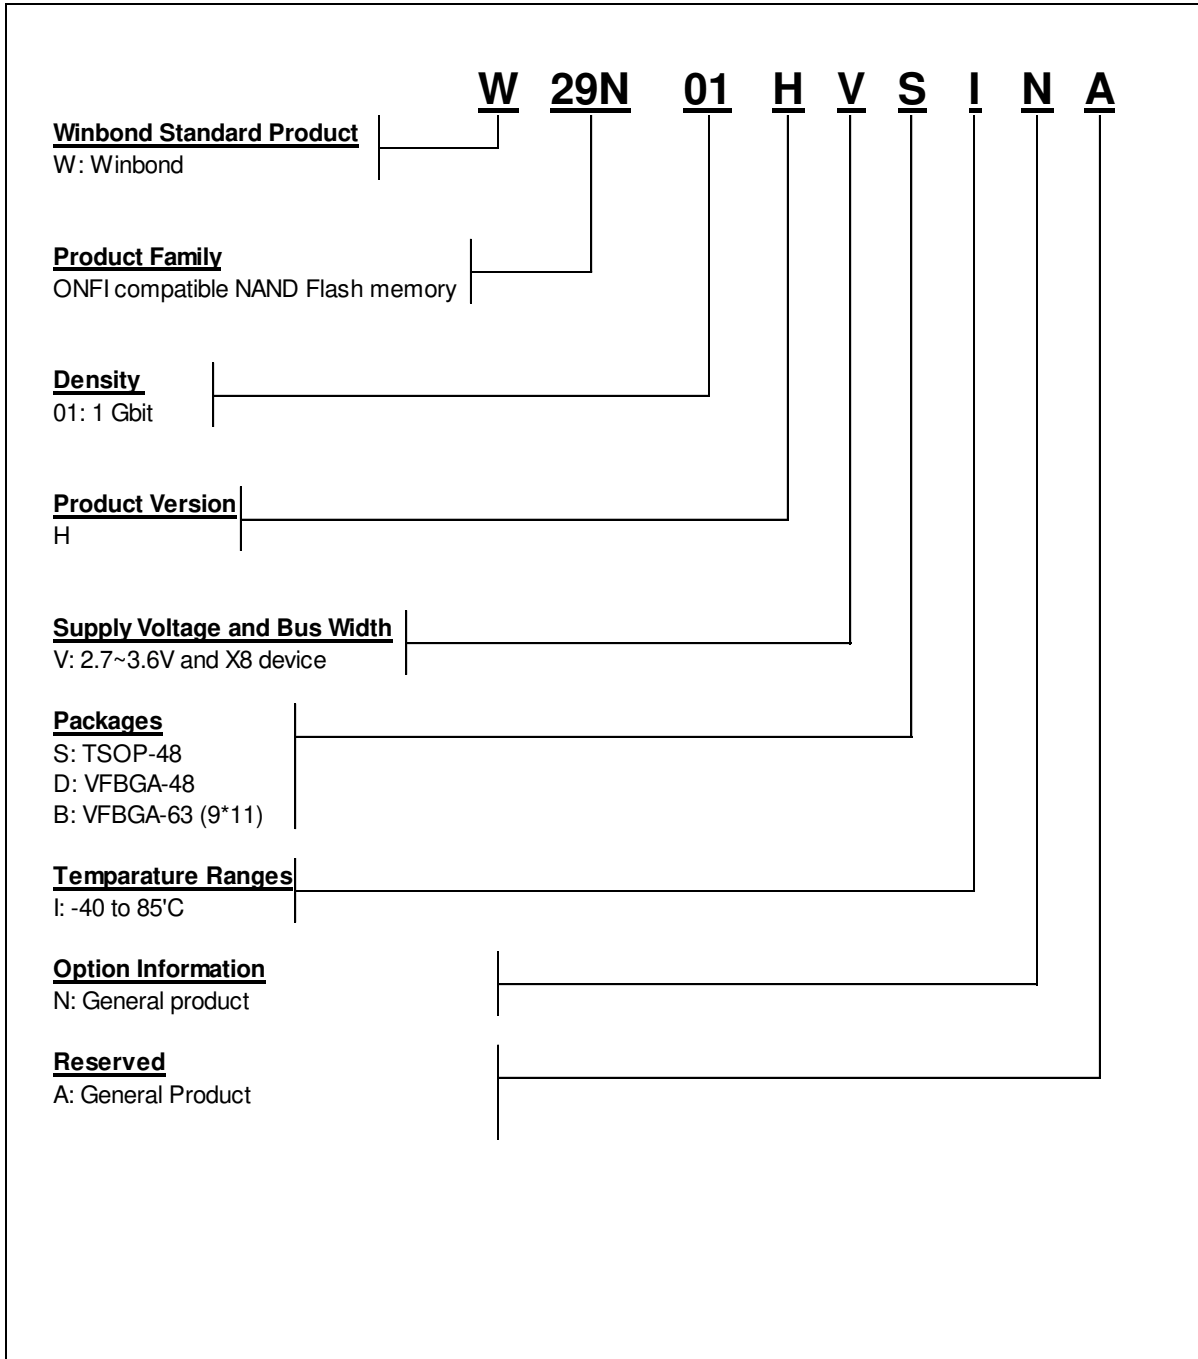 W 29N 01 H V S I N A
Winbond Standard Product
W: Winbond
Product Family
ONFI compatible NAND Flash memory
Density
01: 1 Gbit
Product Version
H
Supply Voltage and Bus Width
V: 2.7~3.6V and X8 device
Packages
S: TSOP-48
D: VFBGA-48
B: VFBGA-63 (9*11)
Temparature Ranges
I: -40 to 85'C
Option Information
N: General product
Reserved
A: General Product